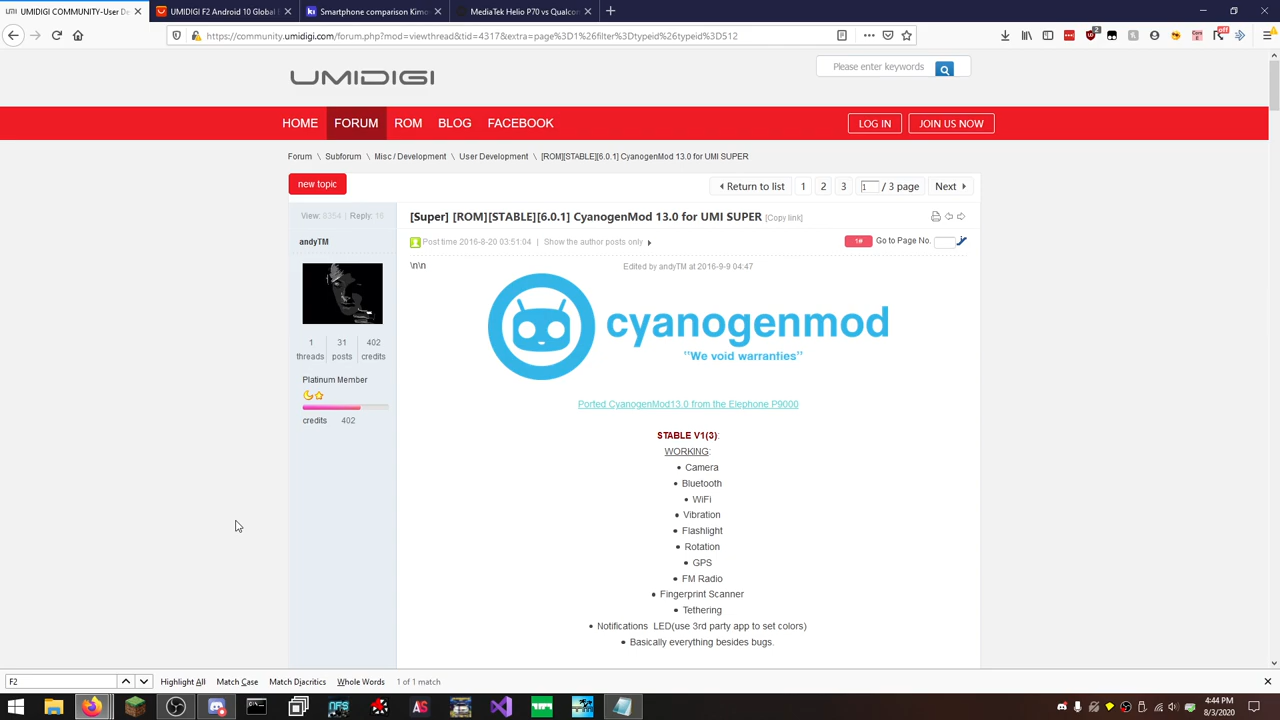 UMIDIGI COMMUNITY-User De
UMIDIGI F2 Android 10 Global
Smartphone comparison Kimo
MediaTek Helio P70 vs Qualcom
https://community.umidigi.com/forum.php?mod=viewthread&tid=4317&extra=page%3D1%26filter%3Dtypeid%26typeid%3D512
UMIDIGI
Please enter keywords
HOME FORUM ROM BLOG FACEBOOK LOG IN JOIN US NOW
Forum \ Subforum \ Misc / Development \ User Development \ [ROM][STABLE][6.0.1] CyanogenMod 13.0 for UMI SUPER
new topic
Return to list 1 2 3 1 / 3 page Next
View: 8354 | Reply: 16
[Super] [ROM][STABLE][6.0.1] CyanogenMod 13.0 for UMI SUPER [Copy link]
andyTM
Post time 2016-8-20 03:51:04 | Show the author posts only
1# Go to Page No.
\n\n
Edited by andyTM at 2016-9-9 04:47
cyanogenmod
"We void warranties"
1 31 402
threads posts credits
Platinum Member
credits 402
Ported CyanogenMod13.0 from the Elephone P9000
STABLE V1(3):
WORKING:
• Camera
• Bluetooth
• WiFi
• Vibration
• Flashlight
• Rotation
• GPS
• FM Radio
• Fingerprint Scanner
• Tethering
• Notifications LED(use 3rd party app to set colors)
• Basically everything besides bugs.
F2
Highlight All Match Case Match Diacritics Whole Words 1 of 1 match
4:44 PM
8/3/2020